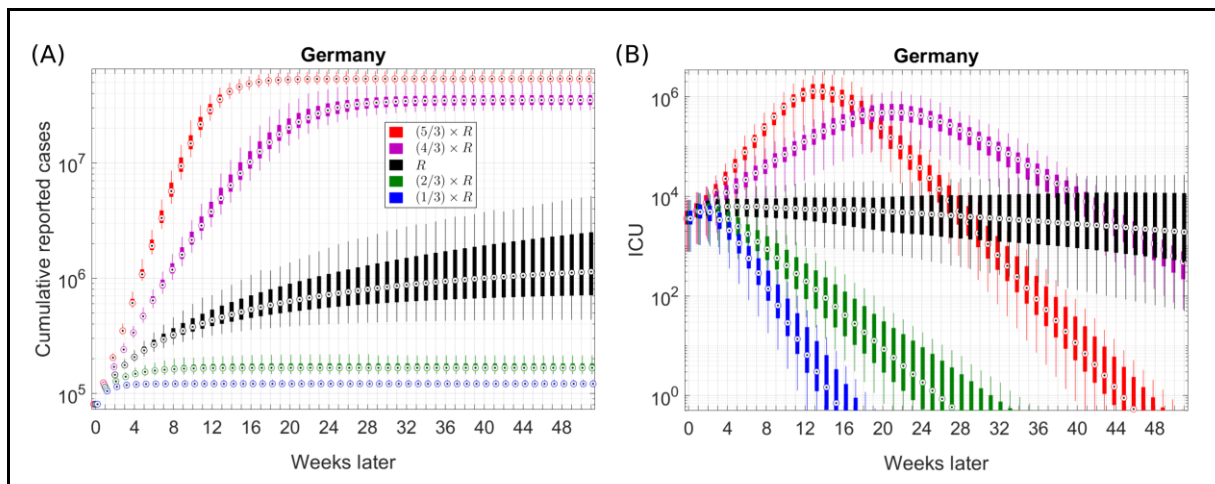 (A)
Germany
Cumulative reported cases
10^7
10^6
10^5
(5/3) × R
(4/3) × R
R
(2/3) × R
(1/3) × R
0 4 8 12 16 20 24 28 32 36 40 44 48
Weeks later
(B)
Germany
ICU
10^6
10^4
10^2
10^0
0 4 8 12 16 20 24 28 32 36 40 44 48
Weeks later